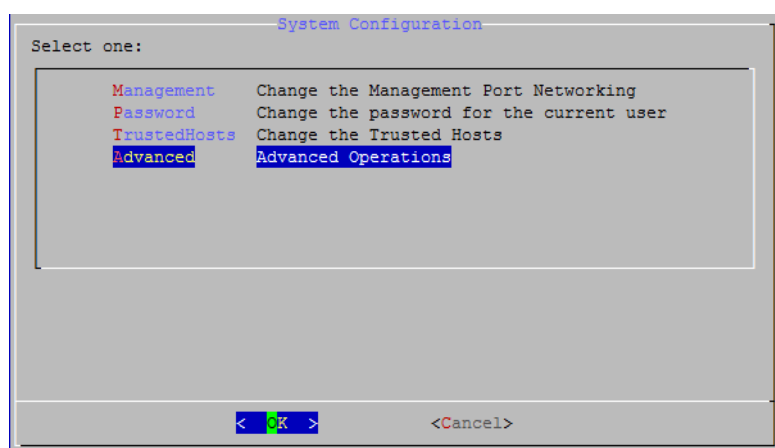 System Configuration
Select one:
Management Change the Management Port Networking
Password Change the password for the current user
TrustedHosts Change the Trusted Hosts
Advanced Advanced Operations
< OK > <Cancel>